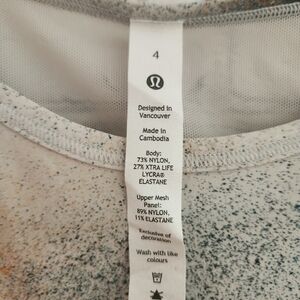 4
Designed in
Vancouver
Made in
Cambodia
Body:
73% NYLON,
27% XTRA LIFE
LYCRA®
ELASTANE
Upper Mesh
Panel:
89% NYLON,
11% ELASTANE
Exclusive of
decoration
Wash with like
colours